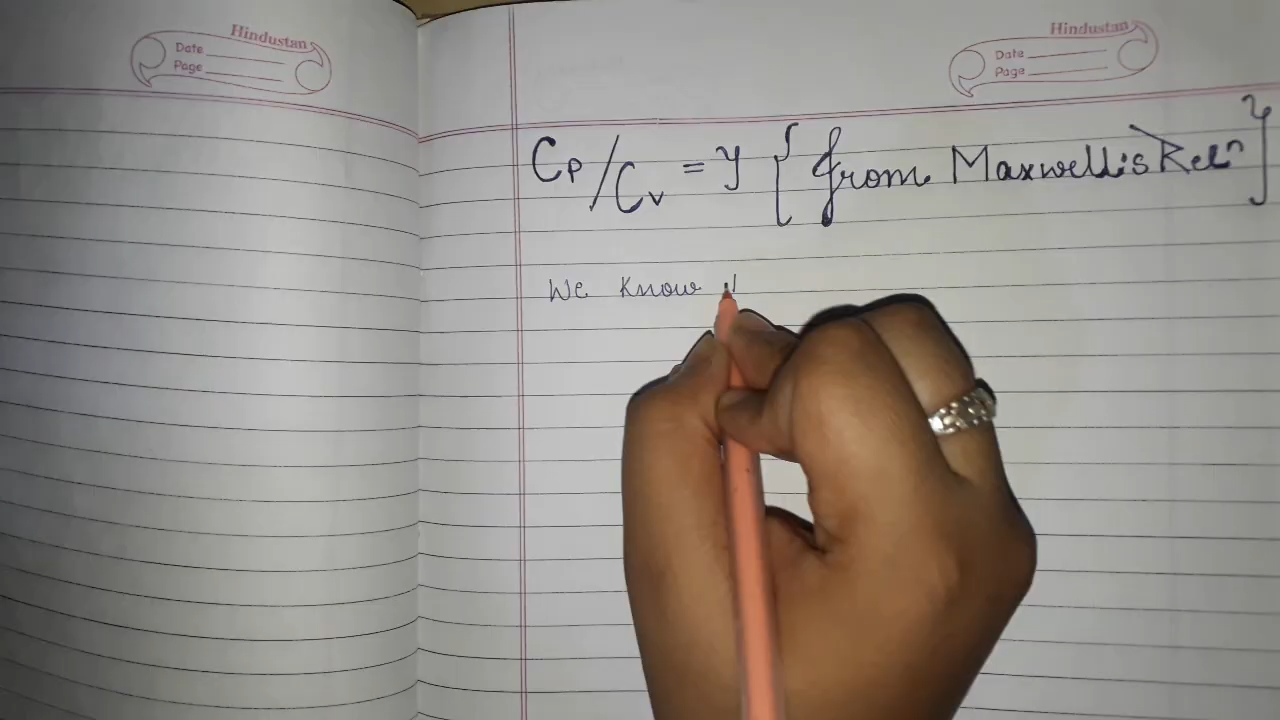 Hindustan
Date
Page
Hindustan
Date
Page
Cp/Cv = γ { from Maxwell's Relⁿ }
We Know